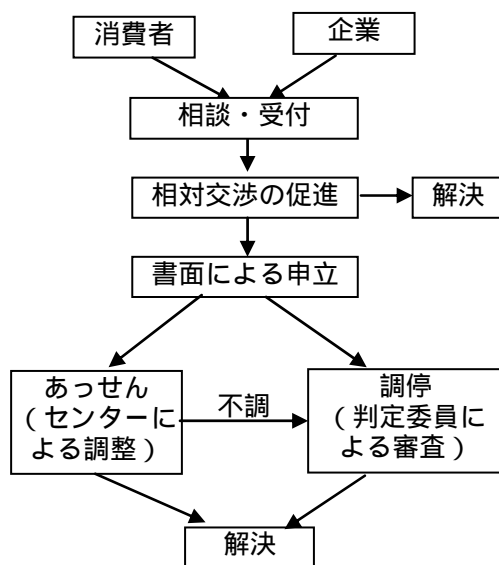 消費者
企業
相談・受付
相対交渉の促進
解決
書面による申立
あっせん
（センターに
よる調整）
不調
調停
（判定委員に
よる審査）
解決